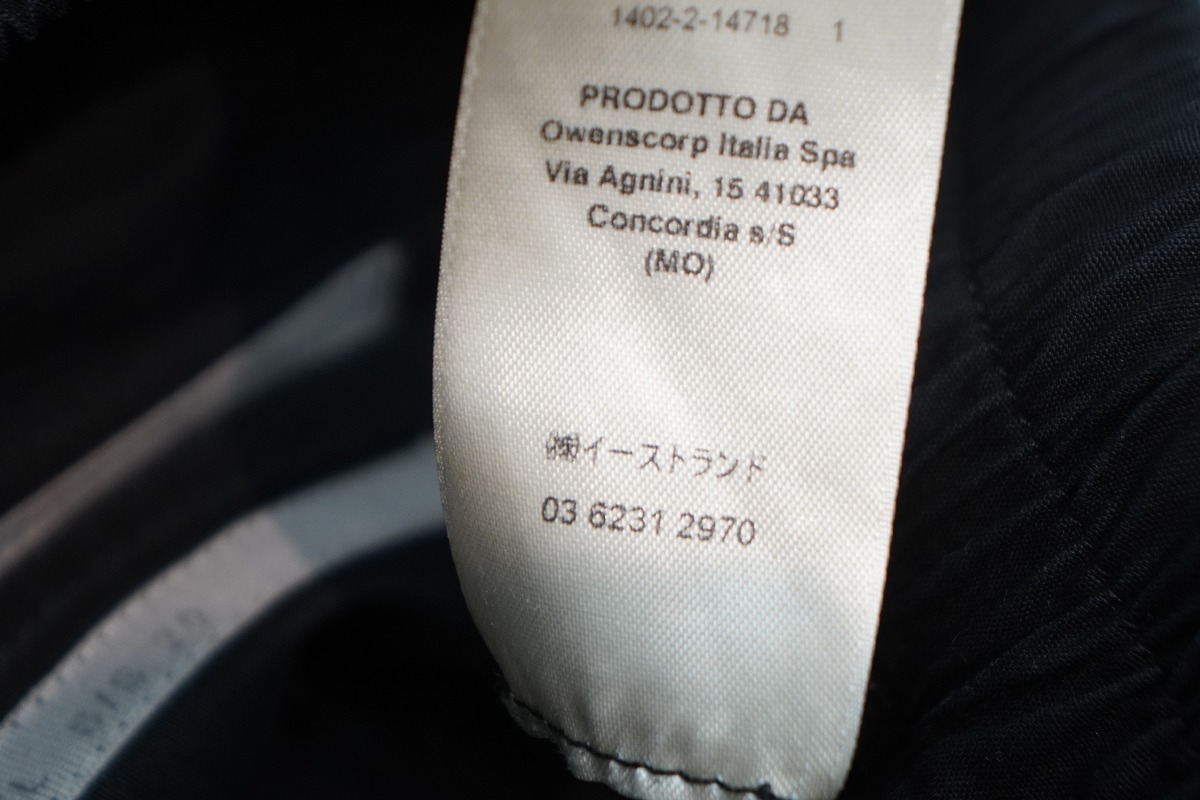 1402-2-14718 1
PRODOTTO DA
Owenscorp Italia Spa
Via Agnini, 15 41033
Concordia s/S
(MO)
㈱イーストランド
03 6231 2970